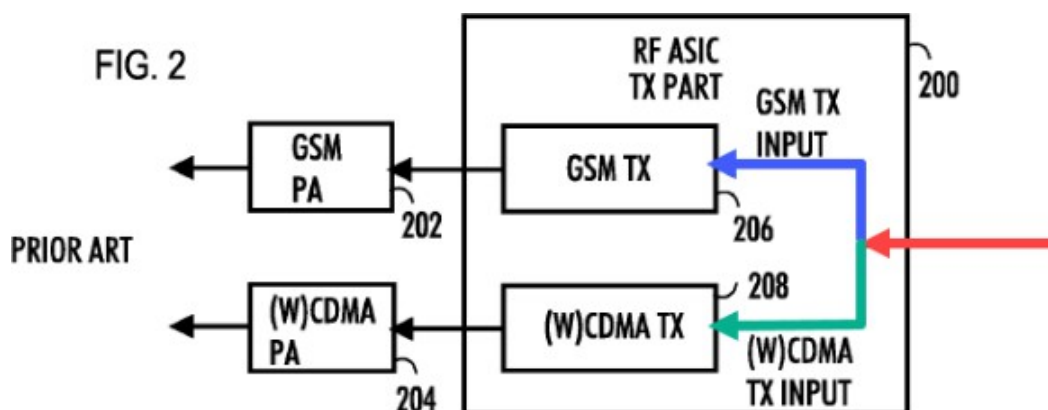 FIG. 2
RF ASIC
TX PART
200
GSM TX
INPUT
GSM
PA
202
GSM TX
206
PRIOR ART
208
(W)CDMA
PA
204
(W)CDMA TX
(W)CDMA
TX INPUT